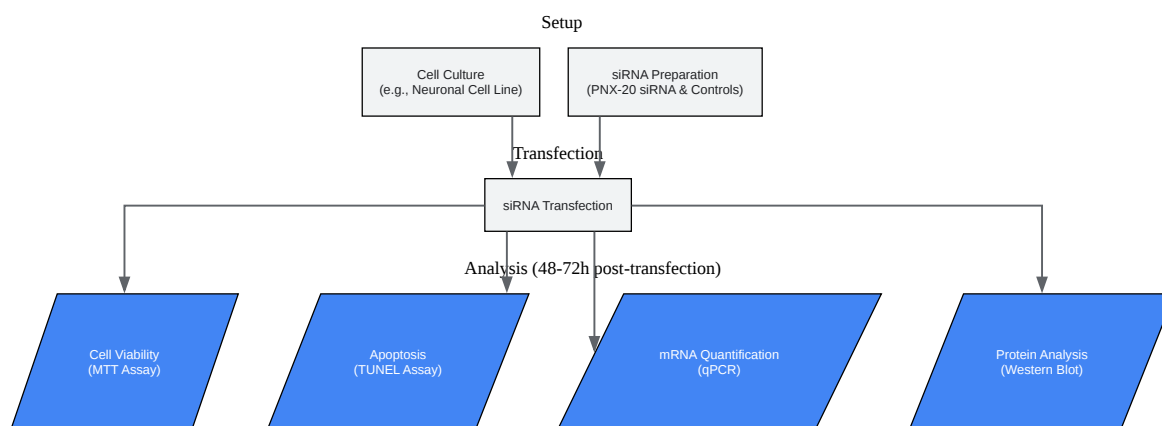 Setup
Cell Culture
(e.g., Neuronal Cell Line)
siRNA Preparation
(PNX-20 siRNA & Controls)
Transfection
siRNA Transfection
Analysis (48-72h post-transfection)
Cell Viability
(MTT Assay)
Apoptosis
(TUNEL Assay)
mRNA Quantification
(qPCR)
Protein Analysis
(Western Blot)